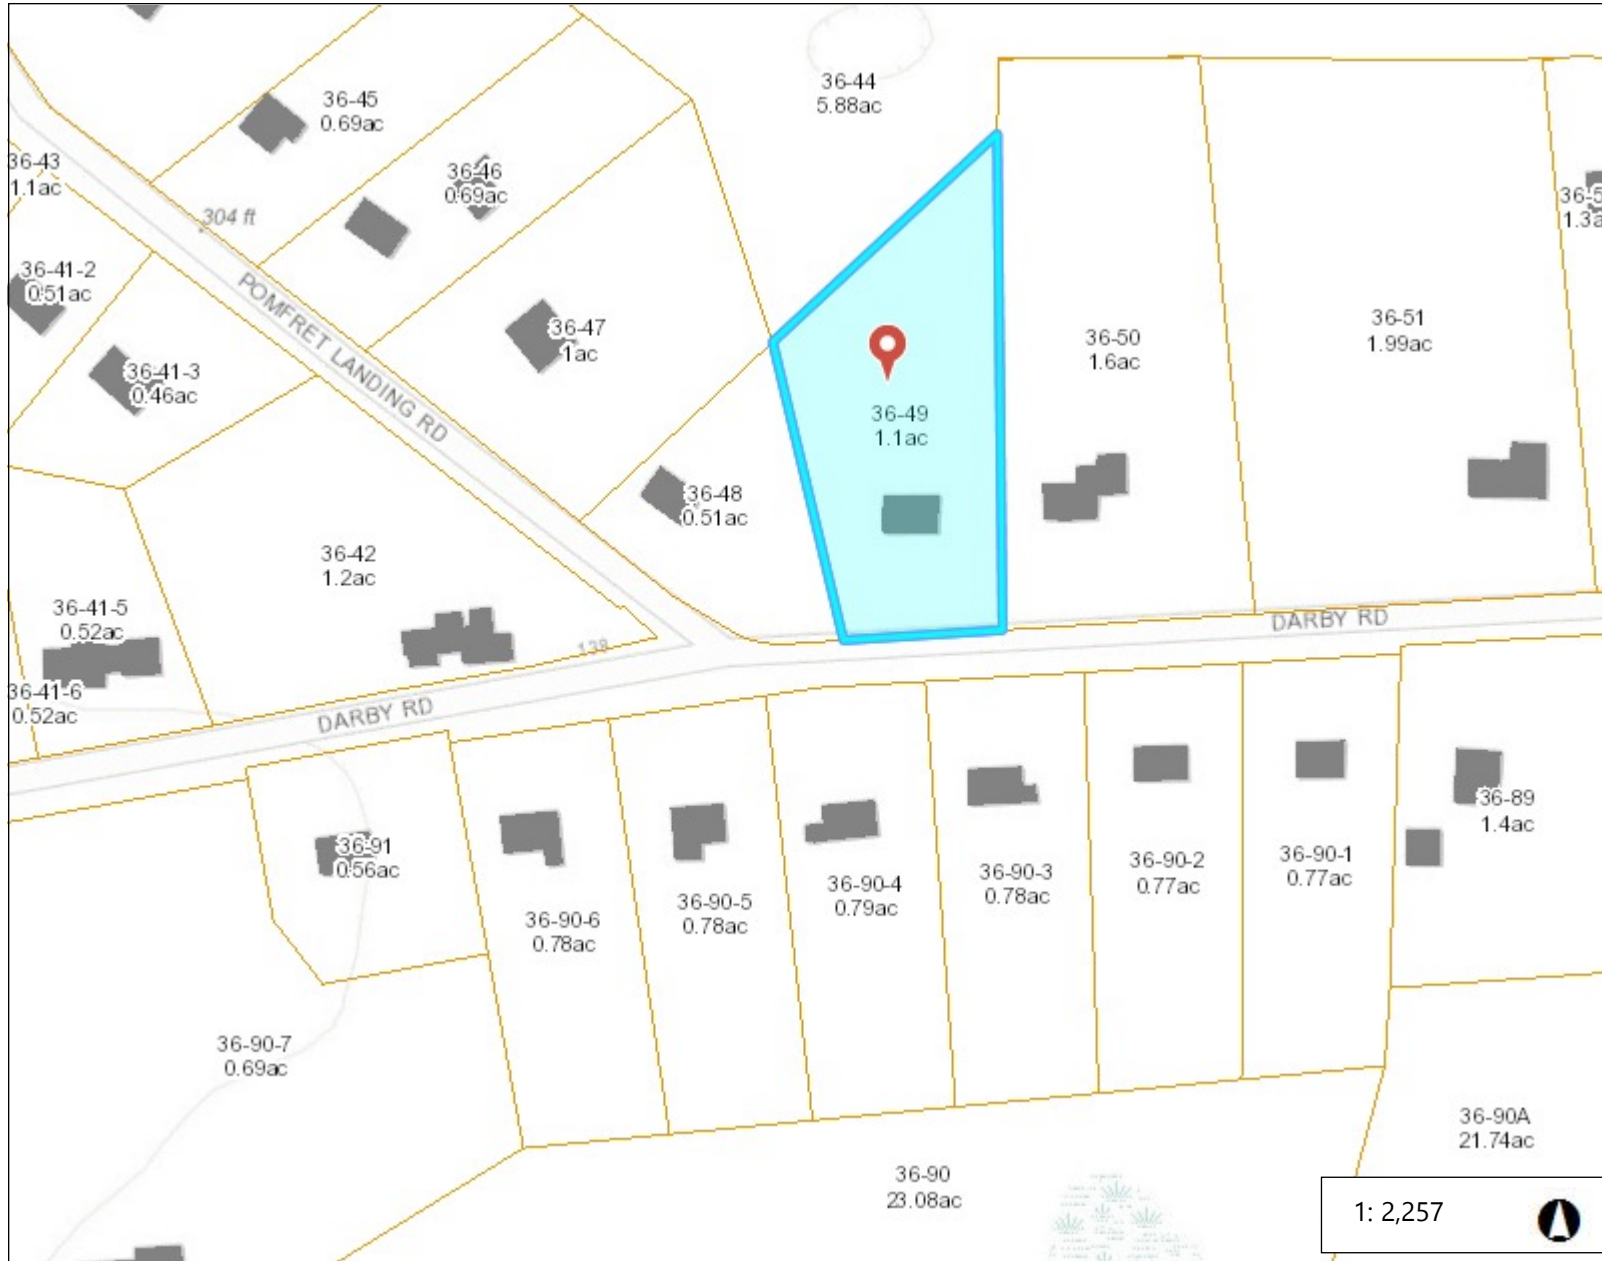 36-44
5.88ac
36-45
0.69ac
36-43
1.1ac
36-46
0.69ac
304 ft
36-41-2
0.51ac
POMFRET LANDING RD
36-47
1ac
36-50
1.6ac
36-51
1.99ac
36-41-3
0.46ac
36-49
1.1ac
36-48
0.51ac
36-42
1.2ac
36-41-5
0.52ac
138
DARBY RD
36-41-6
0.52ac
DARBY RD
36-91
0.56ac
36-90-6
0.78ac
36-90-5
0.78ac
36-90-4
0.79ac
36-90-3
0.78ac
36-90-2
0.77ac
36-90-1
0.77ac
36-89
1.4ac
36-90-7
0.69ac
36-90
23.08ac
36-90A
21.74ac
1: 2,257